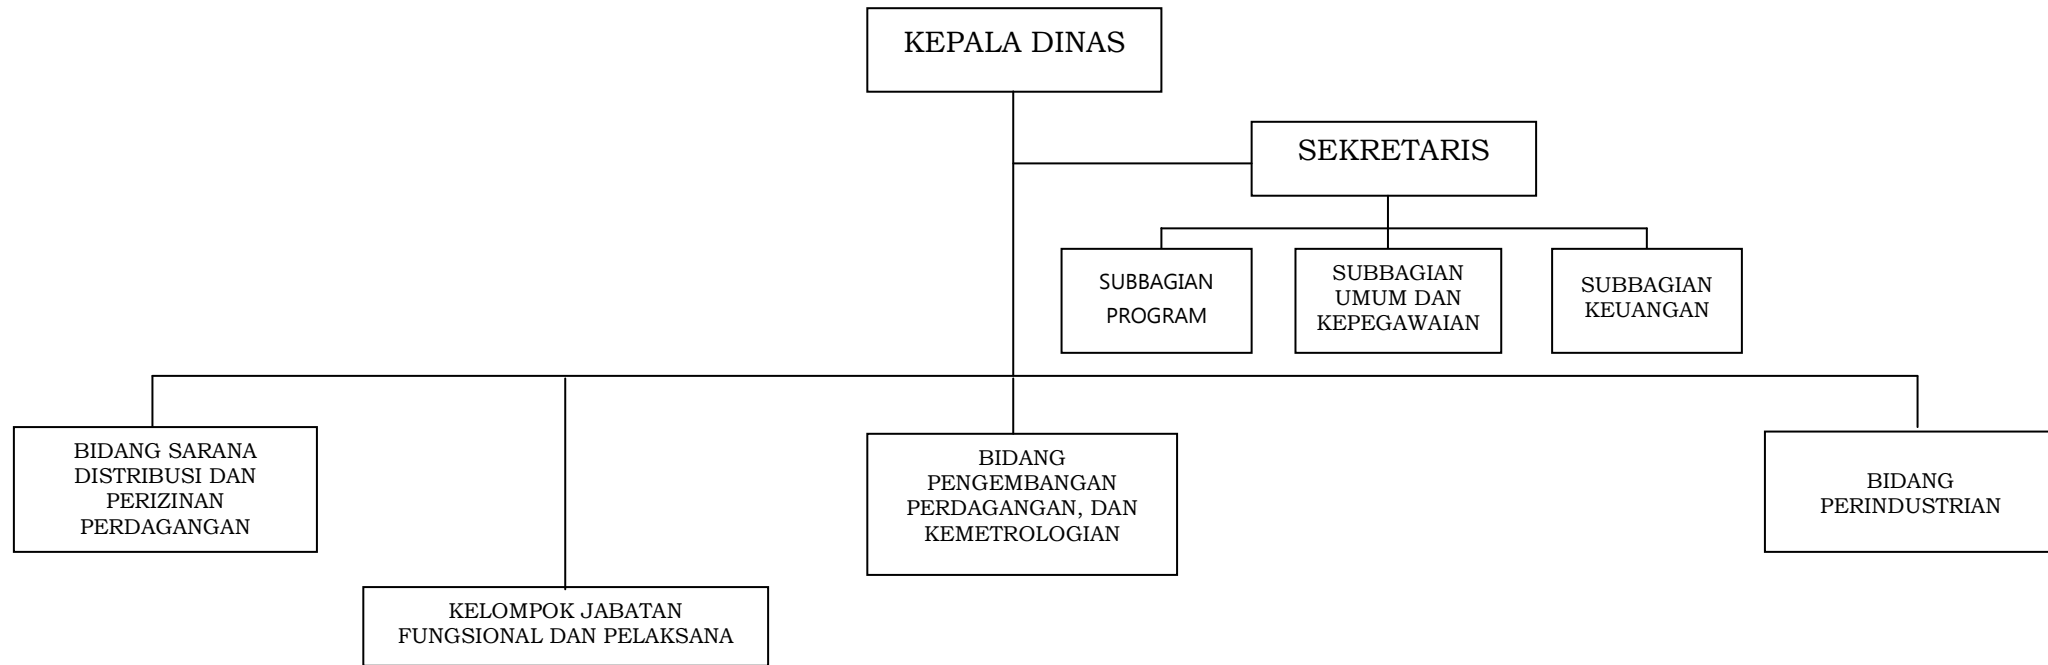 KEPALA DINAS
SEKRETARIS
SUBBAGIAN
PROGRAM
SUBBAGIAN
UMUM DAN
KEPEGAWAIAN
SUBBAGIAN
KEUANGAN
BIDANG SARANA
DISTRIBUSI DAN
PERIZINAN
PERDAGANGAN
BIDANG
PENGEMBANGAN
PERDAGANGAN, DAN
KEMETROLOGIAN
BIDANG
PERINDUSTRIAN
KELOMPOK JABATAN
FUNGSIONAL DAN PELAKSANA